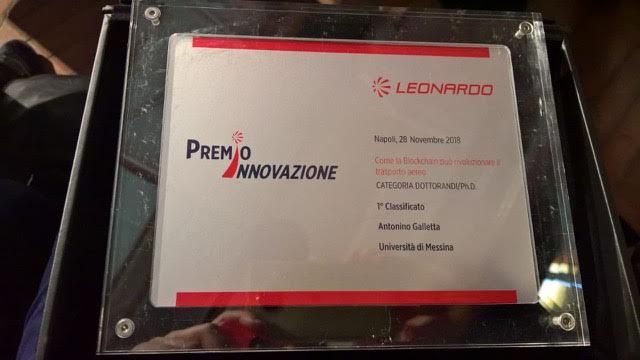 LEONARDO
PREMIO
INNOVAZIONE
Napoli, 28 Novembre 2018
Come la Blockchain può rivoluzionare il
trasporto aereo
CATEGORIA DOTTORANDI/Ph.D.
1° Classificato
Antonino Galletta
Università di Messina